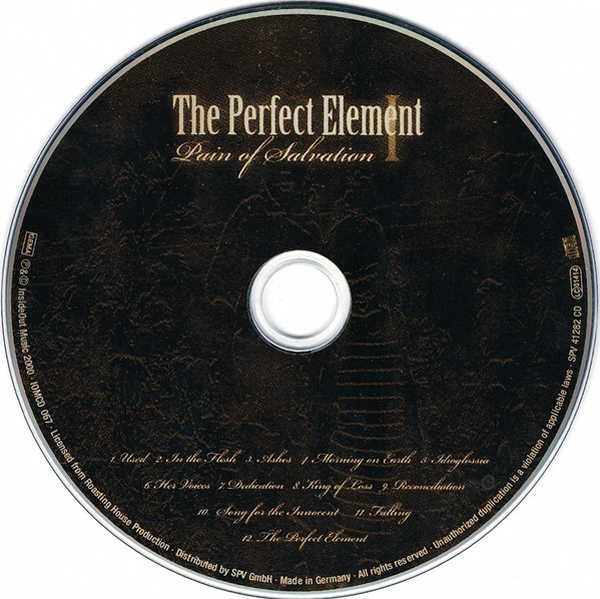 The Perfect Element
I
Pain of Salvation
1. Used 2. In the Flesh 3. Ashes 4. Morning on Earth 5. Idioglossia
6. Her Voices 7. Dedication 8. King of Loss 9. Reconciliation
10. Song for the Innocent 11. Falling
12. The Perfect Element
GEMA ℗ & © InsideOut Music 2000 · IOMCD 067 · Licensed from Roasting House Production · Distributed by SPV GmbH · Made in Germany · All rights reserved · Unauthorized duplication is a violation of applicable laws · SPV 41282 CD LC 01414